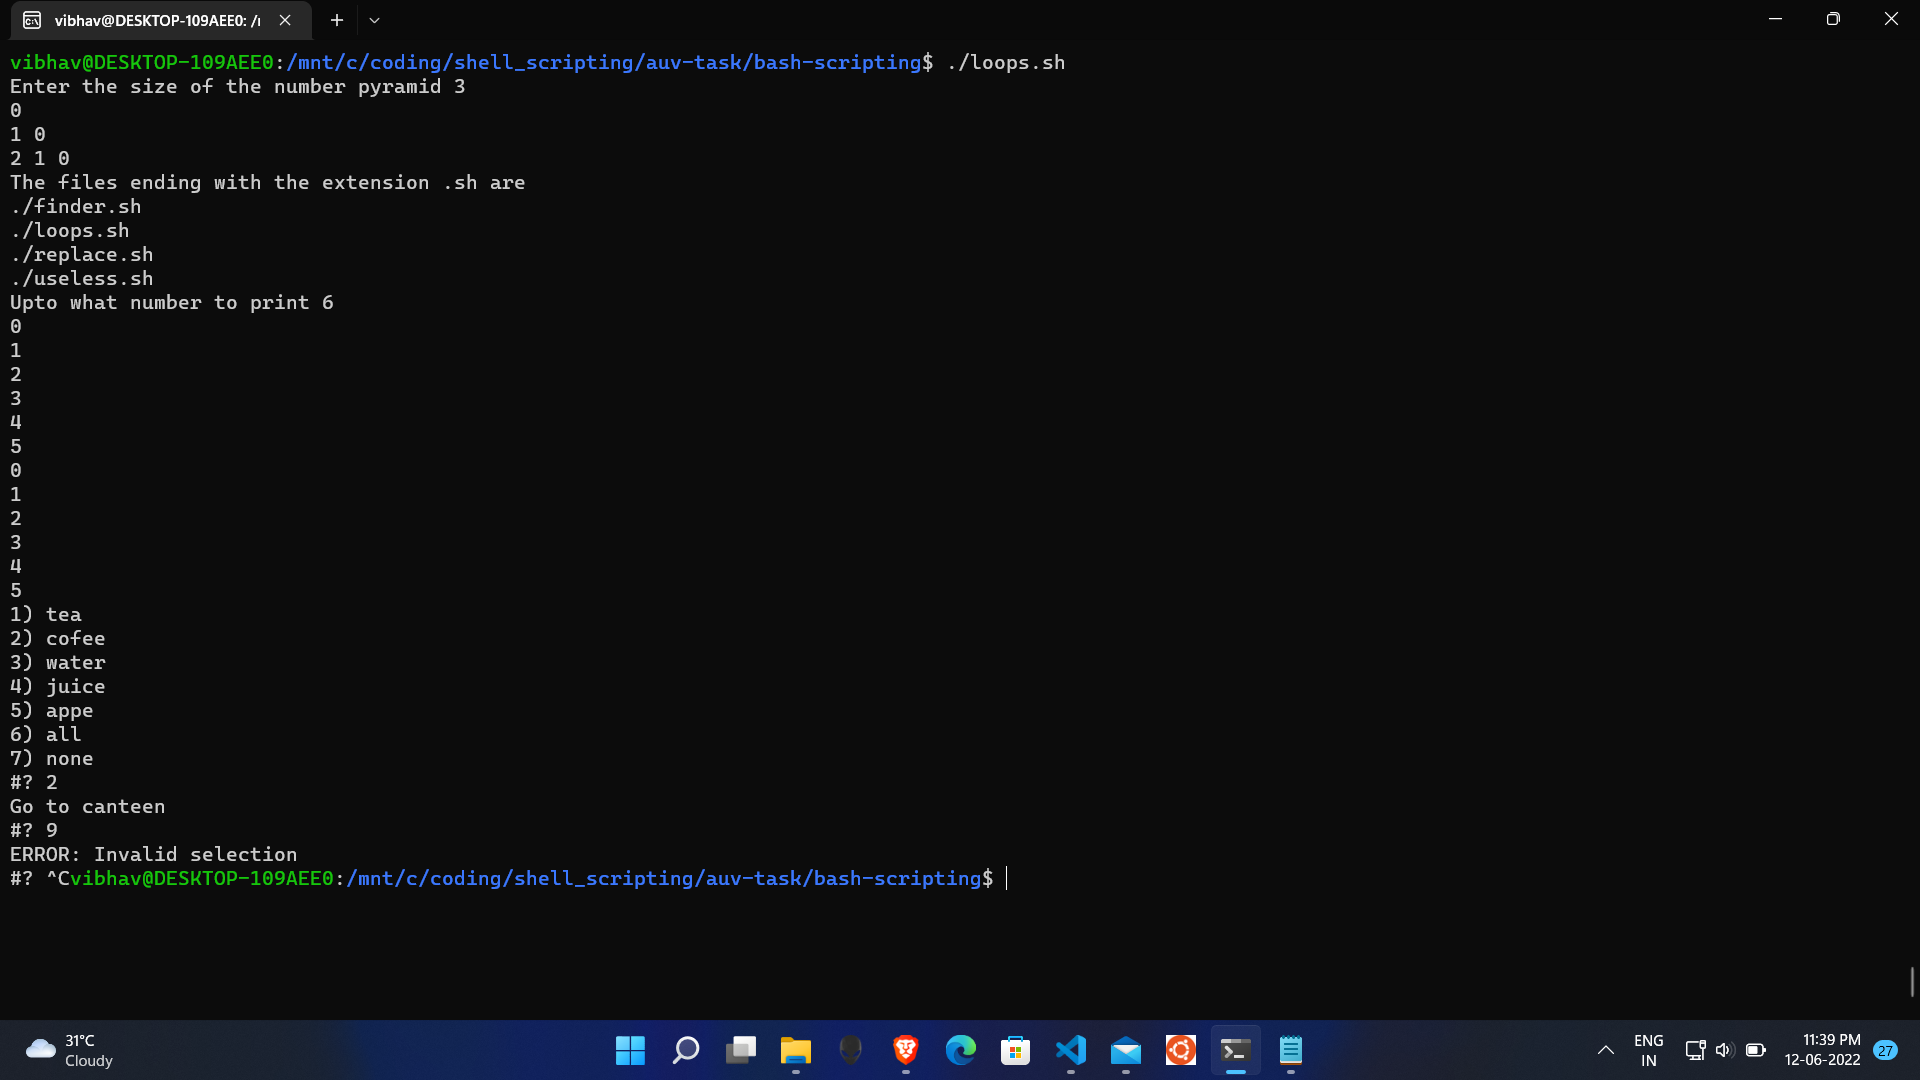 vibhav@DESKTOP-109AEE0: /r
vibhav@DESKTOP-109AEE0:/mnt/c/coding/shell_scripting/auv-task/bash-scripting$ ./loops.sh
Enter the size of the number pyramid 3
0
1 0
2 1 0
The files ending with the extension .sh are
./finder.sh
./loops.sh
./replace.sh
./useless.sh
Upto what number to print 6
0
1
2
3
4
5
0
1
2
3
4
5
1) tea
2) cofee
3) water
4) juice
5) appe
6) all
7) none
#? 2
Go to canteen
#? 9
ERROR: Invalid selection
#? ^Cvibhav@DESKTOP-109AEE0:/mnt/c/coding/shell_scripting/auv-task/bash-scripting$
31°C
Cloudy
ENG
IN
11:39 PM
12-06-2022
27